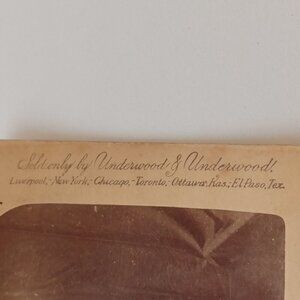 Sold only by Underwood & Underwood.
Liverpool,-New York,-Chicago,-Toronto,-Ottawa Kas,-El Paso, Tex.